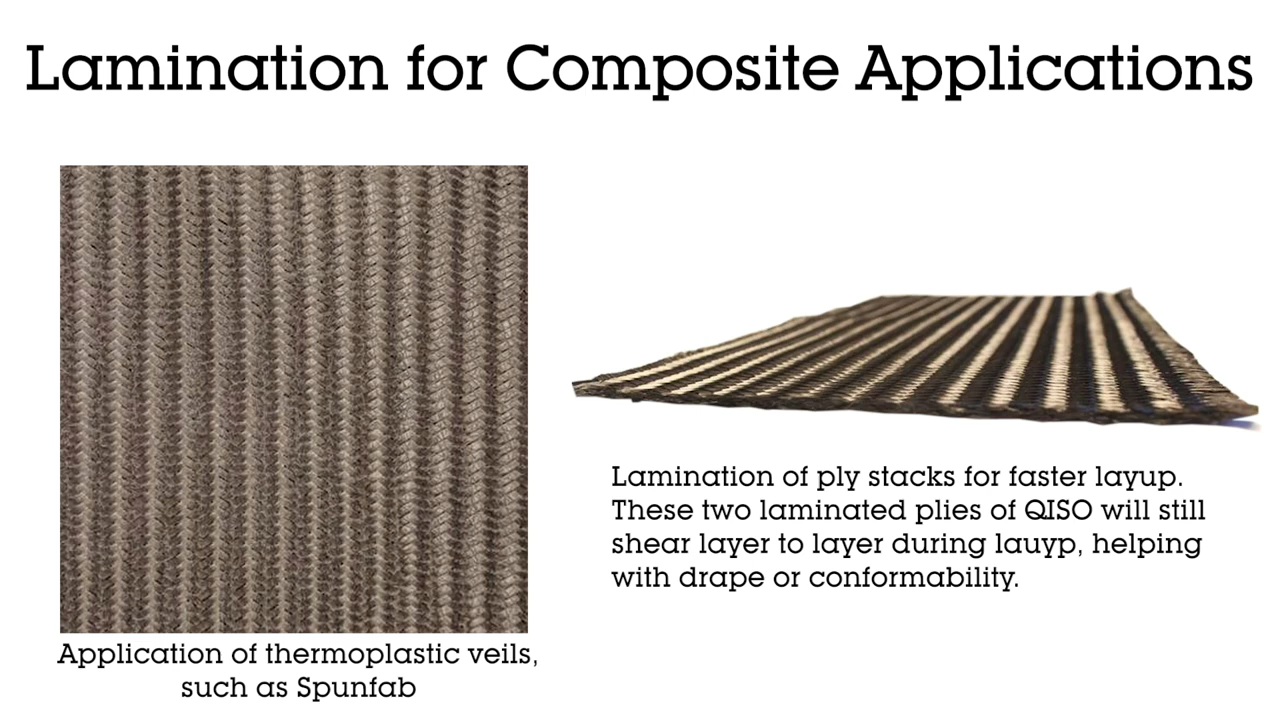 Lamination for Composite Applications
Application of thermoplastic veils,
such as Spunfab
Lamination of ply stacks for faster layup.
These two laminated plies of QISO will still
shear layer to layer during lauyp, helping
with drape or conformability.